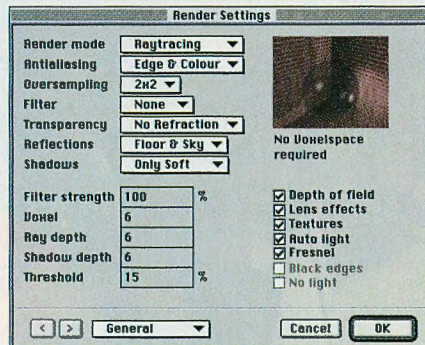 Render Settings
Render mode Raytracing
Antialiasing Edge & Colour
Oversampling 2x2
Filter None
Transparency No Refraction
Reflections Floor & Sky
Shadows Only Soft
No Voxelspace
required
Filter strength 100 %
Voxel 6
Ray depth 6
Shadow depth 6
Threshold 15 %
Depth of field
Lens effects
Textures
Auto light
Fresnel
Black edges
No light
< > General
Cancel OK